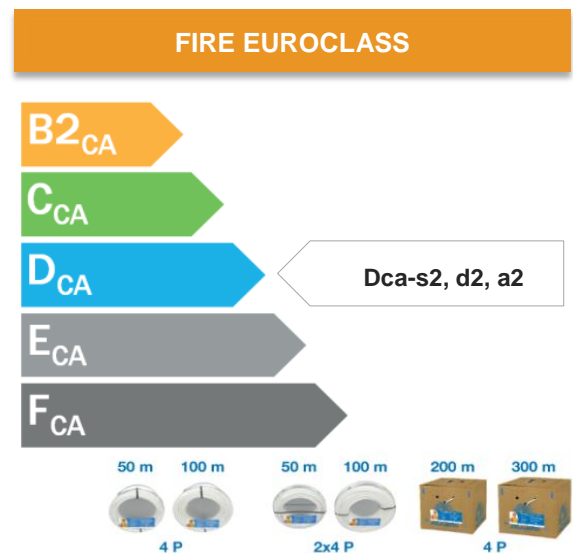 FIRE EUROCLASS
B2CA
CCA
DCA
Dca-s2, d2, a2
ECA
FCA
50 m 100 m 50 m 100 m 200 m 300 m
4 P 2x4 P 4 P